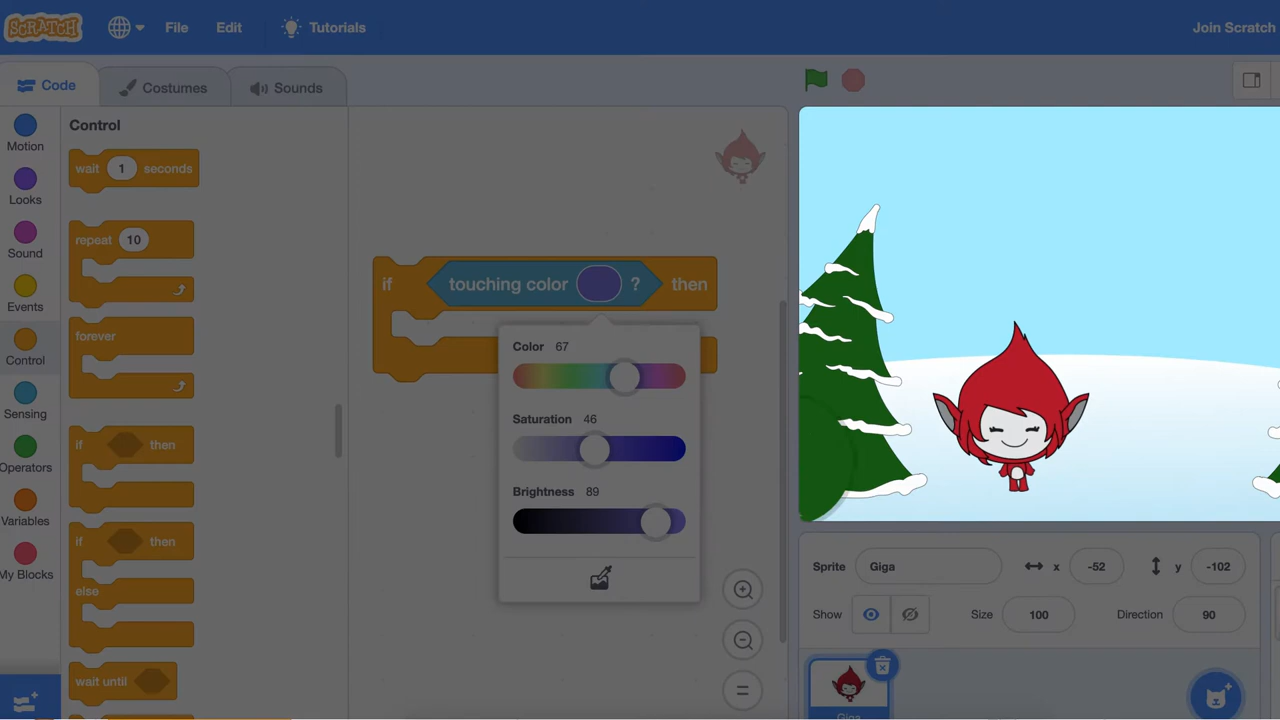 SCRATCH File Edit Tutorials Join Scratch
Code Costumes Sounds
Motion
Looks
Sound
Events
Control
Sensing
Operators
Variables
My Blocks
Control
wait 1 seconds
repeat 10
forever
if then
if then
else
wait until
if touching color ? then
Color 67
Saturation 46
Brightness 89
Sprite Giga x -52 y -102
Show Size 100 Direction 90
Giga